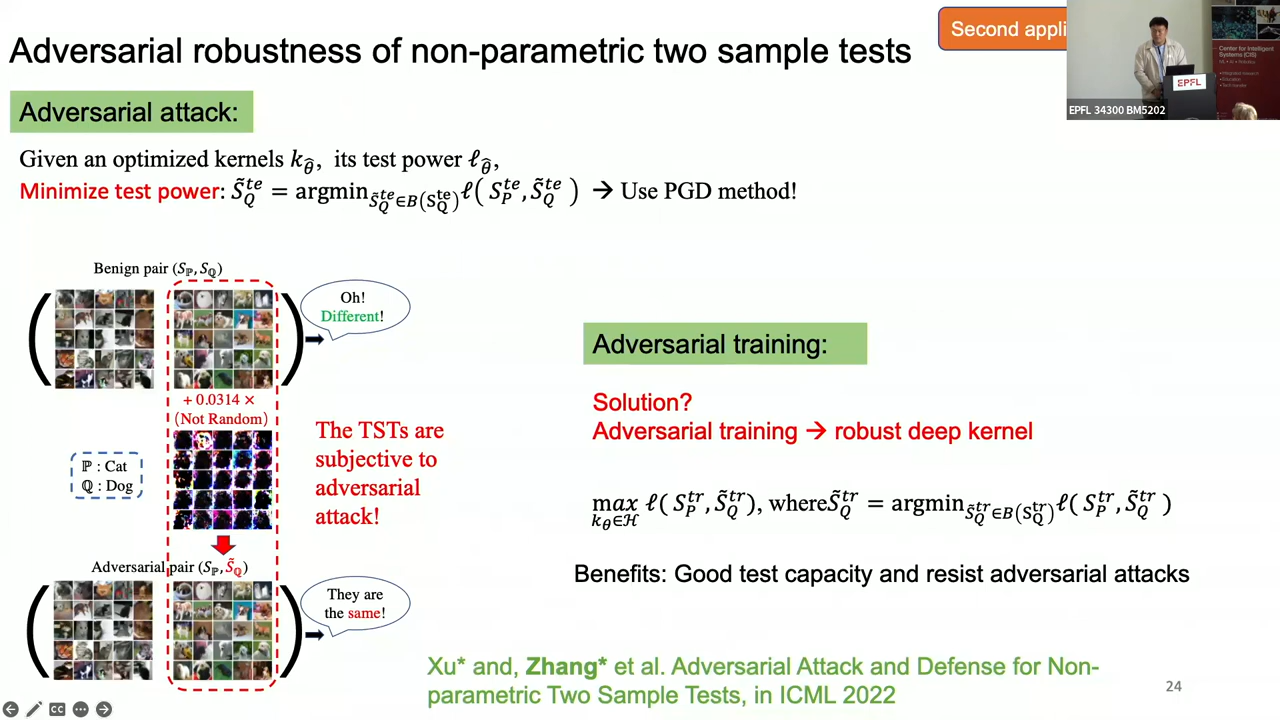 Adversarial robustness of non-parametric two sample tests
Second appli
Center for Intelligent
Systems (CIS)
EPFL
EPFL 34300 BM5202
Adversarial attack:
Given an optimized kernels k_θ̂, its test power ℓ_θ̂,
Minimize test power: S̃_Q^te = argmin_{S̃_Q^te∈B(S_Q^te)} ℓ( S_P^te, S̃_Q^te ) → Use PGD method!
Benign pair (S_ℙ, S_ℚ)
Oh!
Different!
+ 0.0314 ×
(Not Random)
ℙ : Cat
ℚ : Dog
The TSTs are
subjective to
adversarial
attack!
Adversarial pair (S_ℙ, S̃_ℚ)
They are
the same!
Adversarial training:
Solution?
Adversarial training → robust deep kernel
max_{k_θ∈ℋ} ℓ( S_P^tr, S̃_Q^tr), where S̃_Q^tr = argmin_{S̃_Q^tr∈B(S_Q^tr)} ℓ( S_P^tr, S̃_Q^tr )
Benefits: Good test capacity and resist adversarial attacks
Xu* and, Zhang* et al. Adversarial Attack and Defense for Non-
parametric Two Sample Tests, in ICML 2022
24